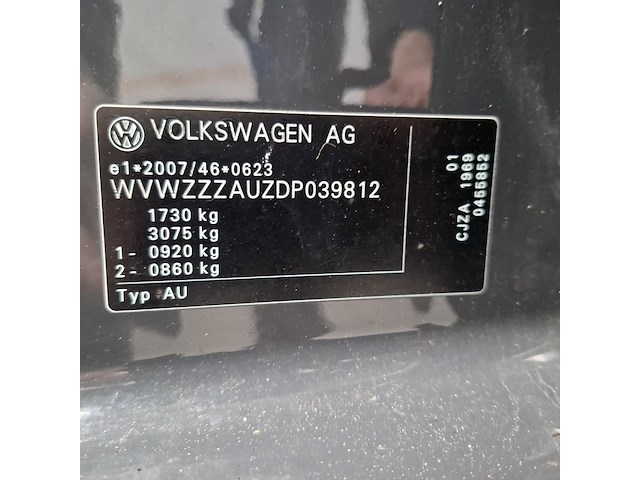 VOLKSWAGEN AG
e1*2007/46*0623
WVWZZZAUZDP039812
1730 kg
3075 kg
1- 0920 kg
2- 0860 kg
Typ AU
01
CJZA 1969
0455852